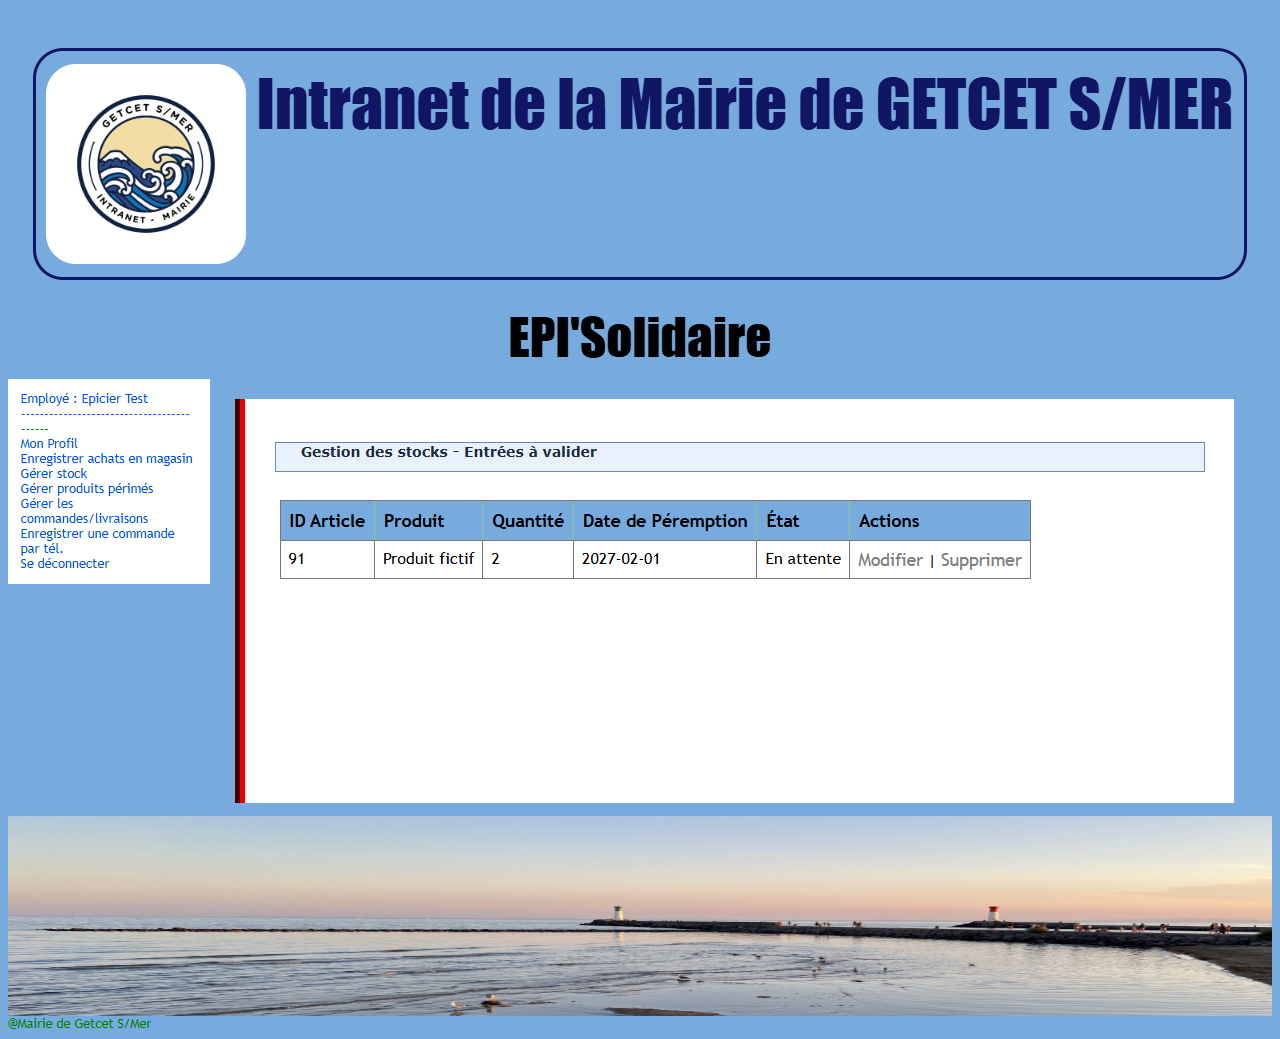 GETCET S/MER
INTRANET - MAIRIE
Intranet de la Mairie de GETCET S/MER
EPI'Solidaire
Employé : Epicier Test
------------------------------------
------
Mon Profil
Enregistrer achats en magasin
Gérer stock
Gérer produits périmés
Gérer les
commandes/livraisons
Enregistrer une commande
par tél.
Se déconnecter
Gestion des stocks - Entrées à valider
ID Article Produit Quantité Date de Péremption État Actions
91 Produit fictif 2 2027-02-01 En attente Modifier | Supprimer
@Mairie de Getcet S/Mer